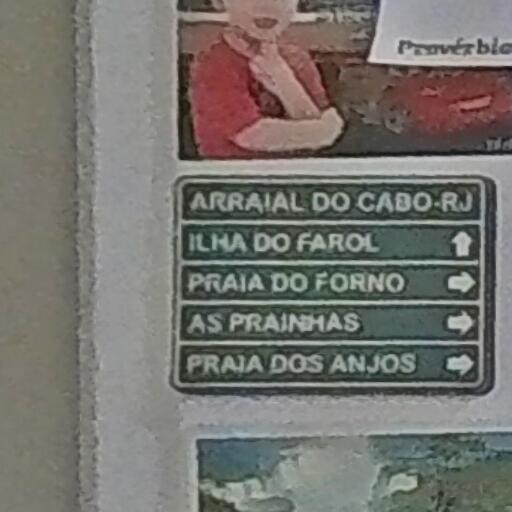 Provérbio
ARRAIAL DO CABO-RJ
ILHA DO FAROL
PRAIA DO FORNO
AS PRAINHAS
PRAIA DOS ANJOS